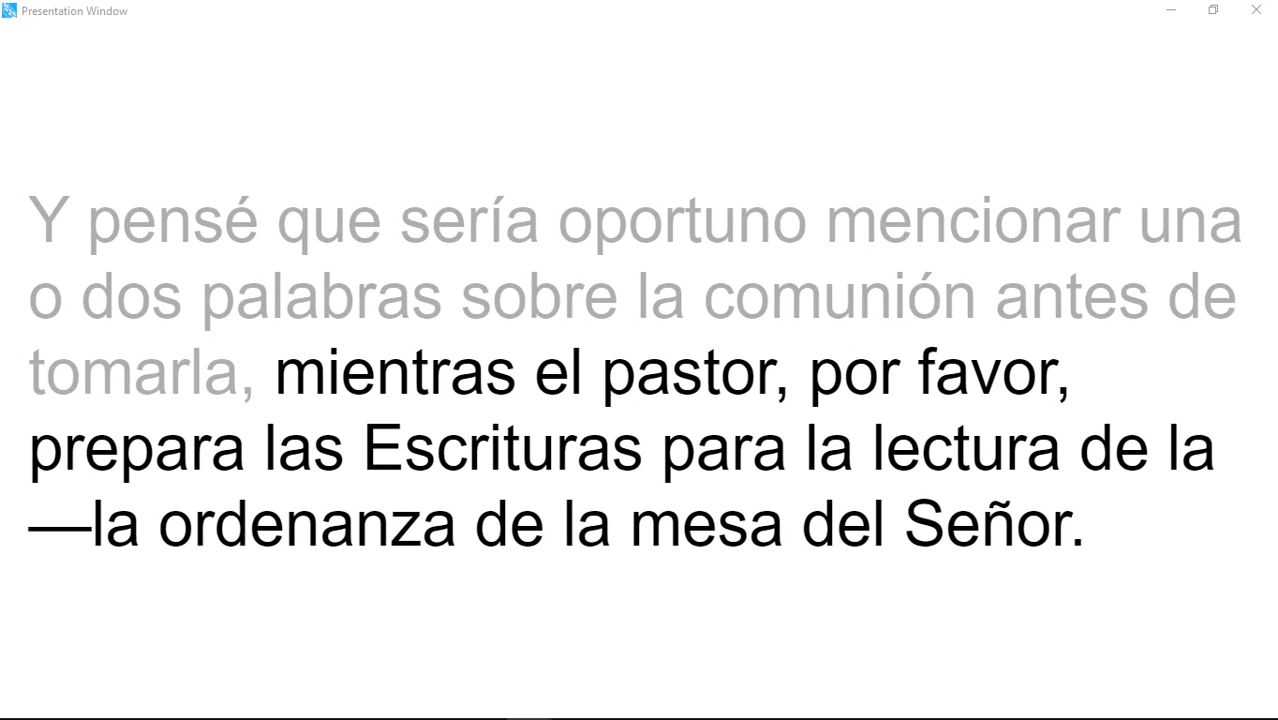 Presentation Window
Y pensé que sería oportuno mencionar una
o dos palabras sobre la comunión antes de
tomarla, mientras el pastor, por favor,
prepara las Escrituras para la lectura de la
—la ordenanza de la mesa del Señor.